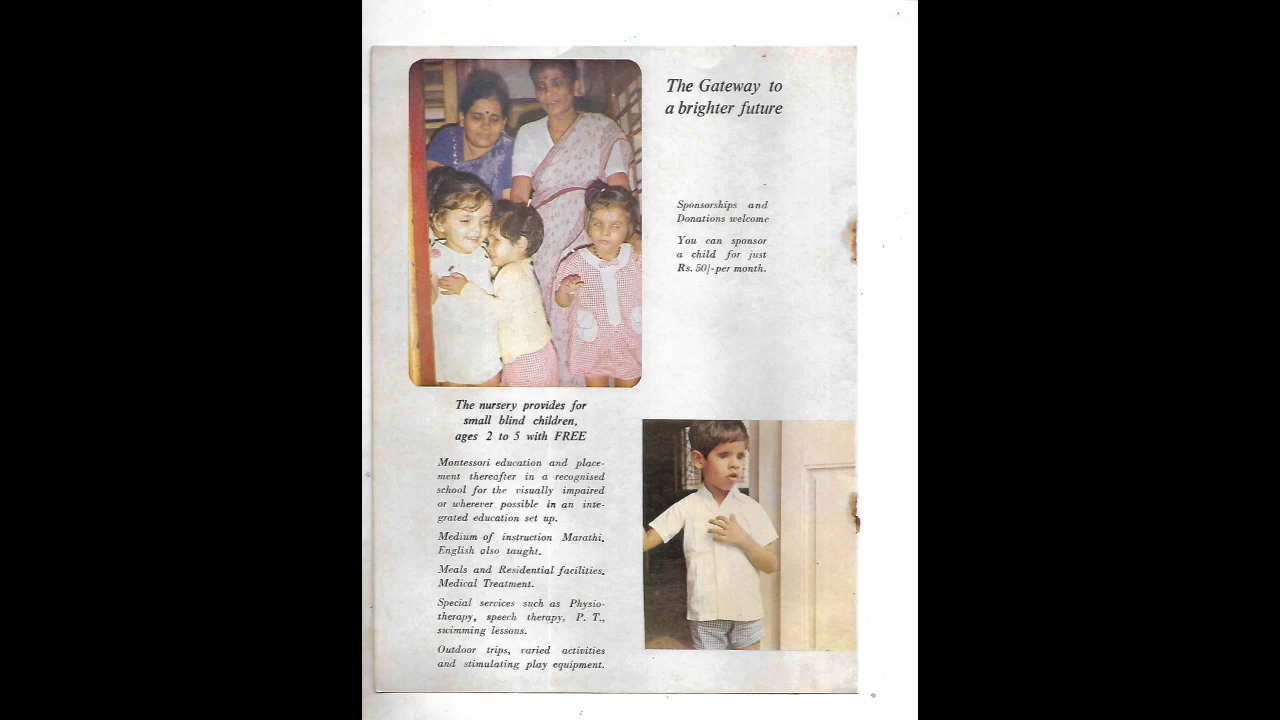 The Gateway to
a brighter future
Sponsorships and
Donations welcome
You can sponsor
a child for just
Rs. 50/- per month.
The nursery provides for
small blind children,
ages 2 to 5 with FREE
Montessori education and place-
ment thereafter in a recognised
school for the visually impaired
or wherever possible in an inte-
grated education set up.
Medium of instruction Marathi.
English also taught.
Meals and Residential facilities.
Medical Treatment.
Special services such as Physio-
therapy, speech therapy, P. T.,
swimming lessons.
Outdoor trips, varied activities
and stimulating play equipment.